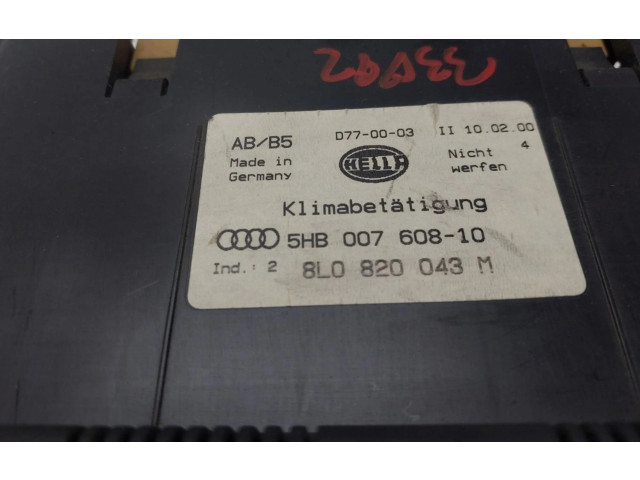 AB/B5 D77-00-03 II 10.02.00
Made in Germany HELLA Nicht werfen 4
Klimabetätigung
5HB 007 608-10
Ind.: 2 8L0 820 043 M